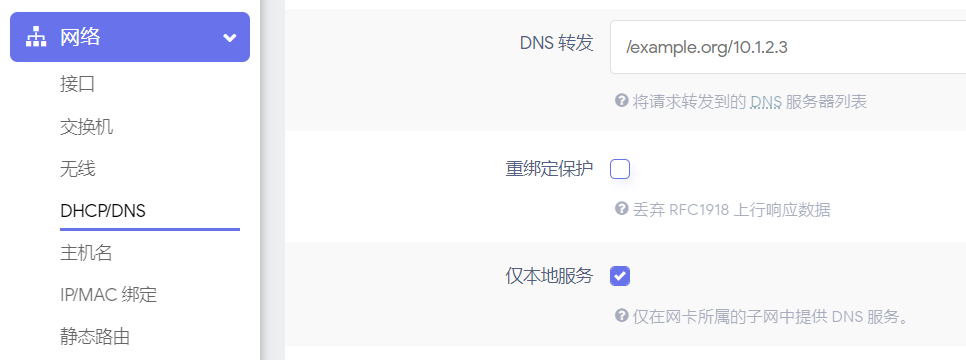 网络
接口
交换机
无线
DHCP/DNS
主机名
IP/MAC 绑定
静态路由
DNS 转发
/example.org/10.1.2.3
将请求转发到的 DNS 服务器列表
重绑定保护
丢弃 RFC1918 上行响应数据
仅本地服务
仅在网卡所属的子网中提供 DNS 服务。